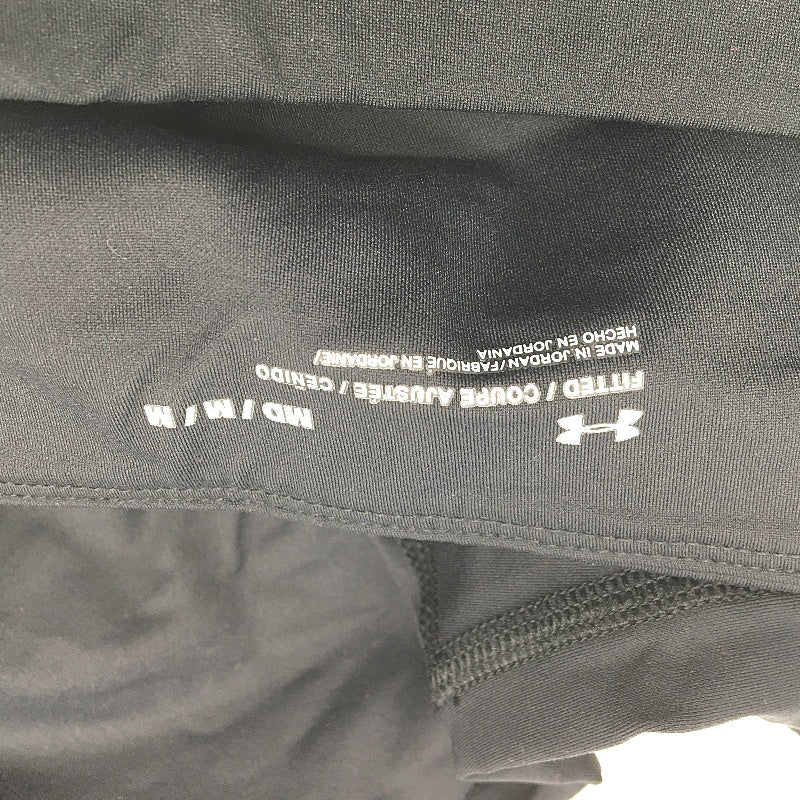 MD / M / M
FITTED / COUPE AJUSTÉE / CEÑIDO
MADE IN JORDAN / FABRIQUÉ EN JORDANIE /
HECHO EN JORDANIA